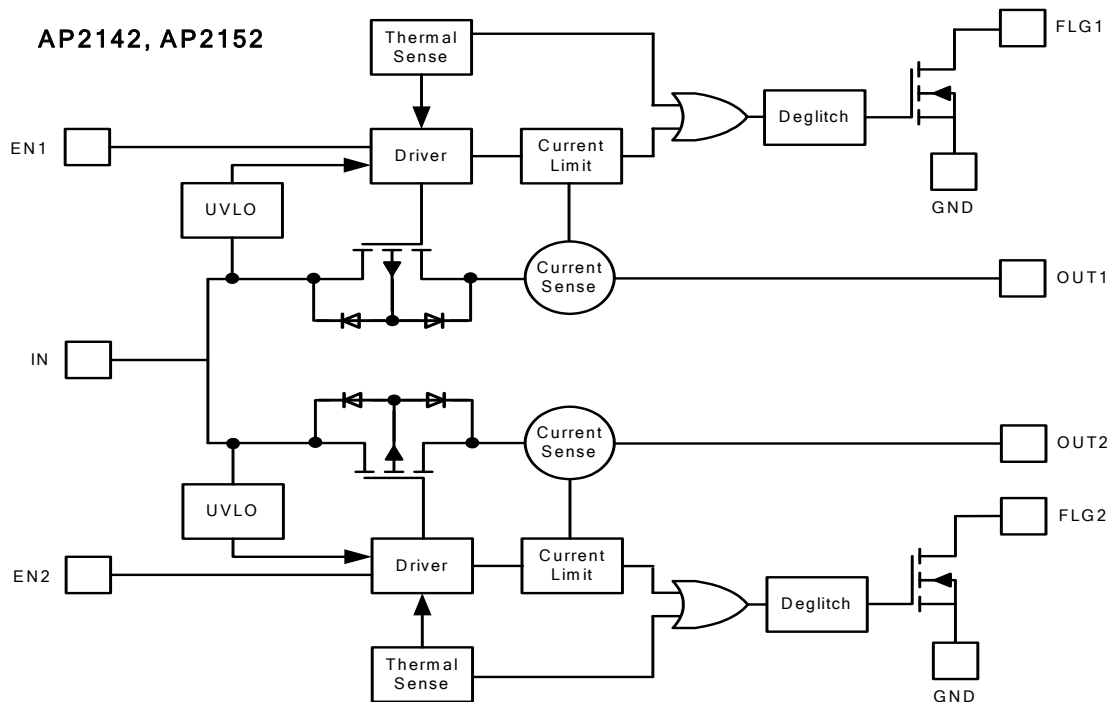 AP2142, AP2152
Thermal
Sense
FLG1
EN1
Driver
Current
Limit
Deglitch
UVLO
GND
Current
Sense
OUT1
IN
Current
Sense
OUT2
UVLO
FLG2
EN2
Driver
Current
Limit
Deglitch
Thermal
Sense
GND